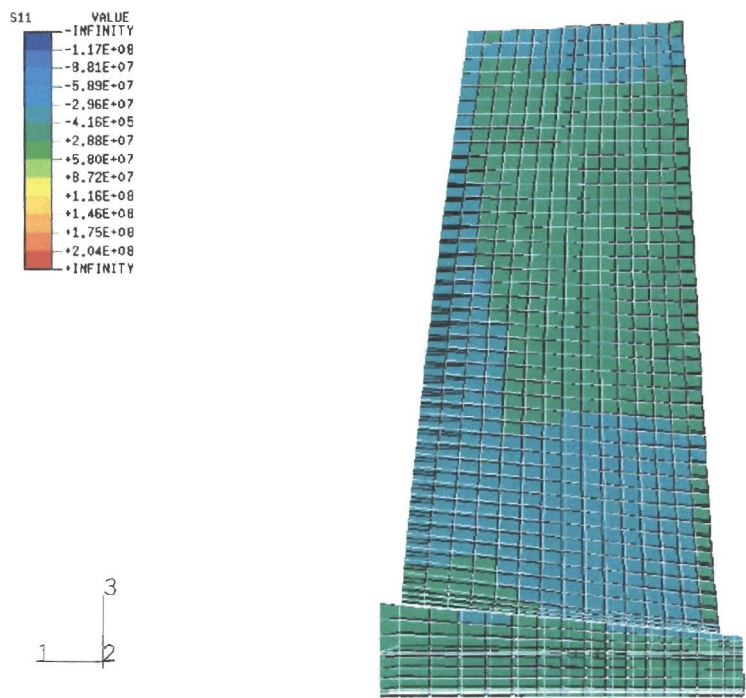 S11 VALUE
-INFINITY
-1.17E+08
-8.81E+07
-5.89E+07
-2.96E+07
-4.16E+05
+2.88E+07
+5.80E+07
+8.72E+07
+1.16E+08
+1.46E+08
+1.75E+08
+2.04E+08
+INFINITY
3
1 2